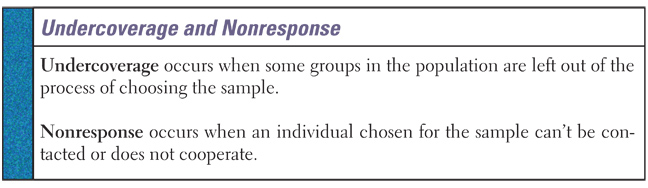 Undercoverage and Nonresponse
Undercoverage occurs when some groups in the population are left out of the
process of choosing the sample.
Nonresponse occurs when an individual chosen for the sample can't be con-
tacted or does not cooperate.